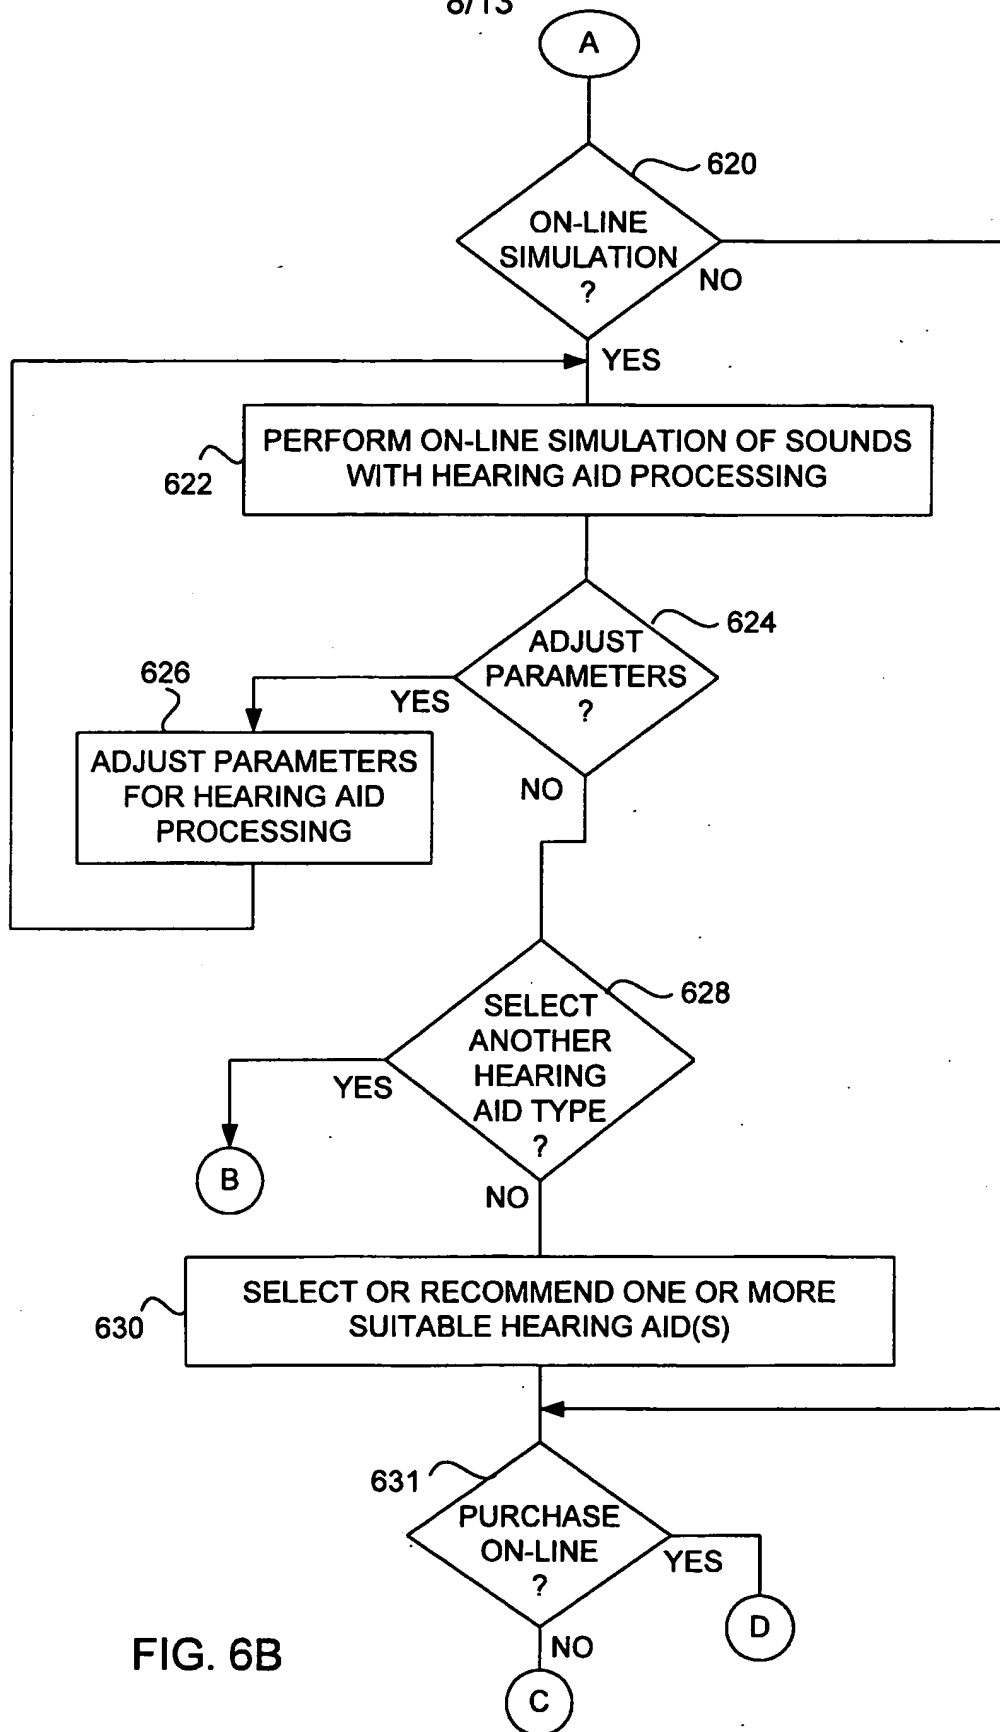 8/13
A
620
ON-LINE
SIMULATION
?
NO
YES
PERFORM ON-LINE SIMULATION OF SOUNDS
WITH HEARING AID PROCESSING
622
624
ADJUST
PARAMETERS
?
626
YES
ADJUST PARAMETERS
FOR HEARING AID
PROCESSING
NO
628
SELECT
ANOTHER
HEARING
AID TYPE
?
YES
B
NO
SELECT OR RECOMMEND ONE OR MORE
SUITABLE HEARING AID(S)
630
631
PURCHASE
ON-LINE
?
YES
D
NO
C
FIG. 6B